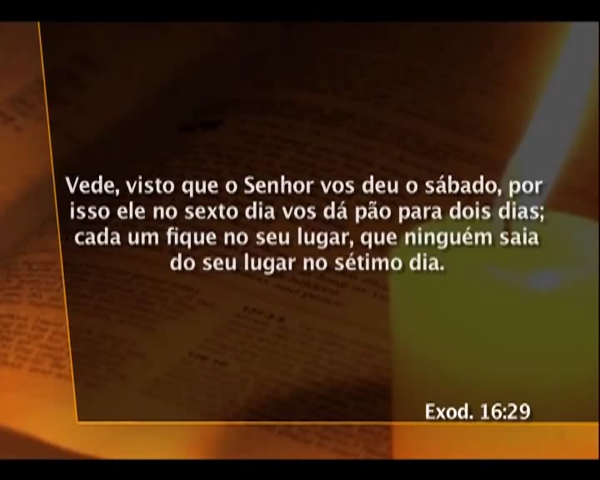 Vede, visto que o Senhor vos deu o sábado, por
isso ele no sexto dia vos dá pão para dois dias;
cada um fique no seu lugar, que ninguém saia
do seu lugar no sétimo dia.
Exod. 16:29